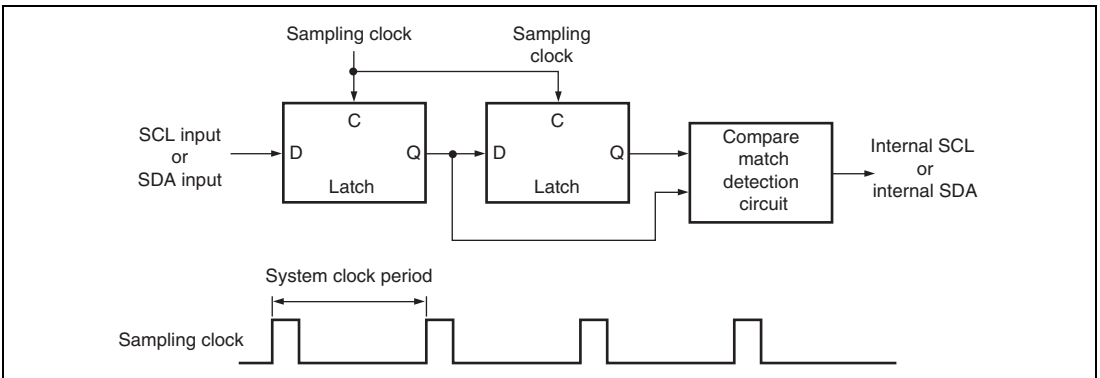 Sampling clock
Sampling
clock
C
C
SCL input
or
SDA input
D
Q
D
Q
Latch
Latch
Compare
match
detection
circuit
Internal SCL
or
internal SDA
System clock period
Sampling clock